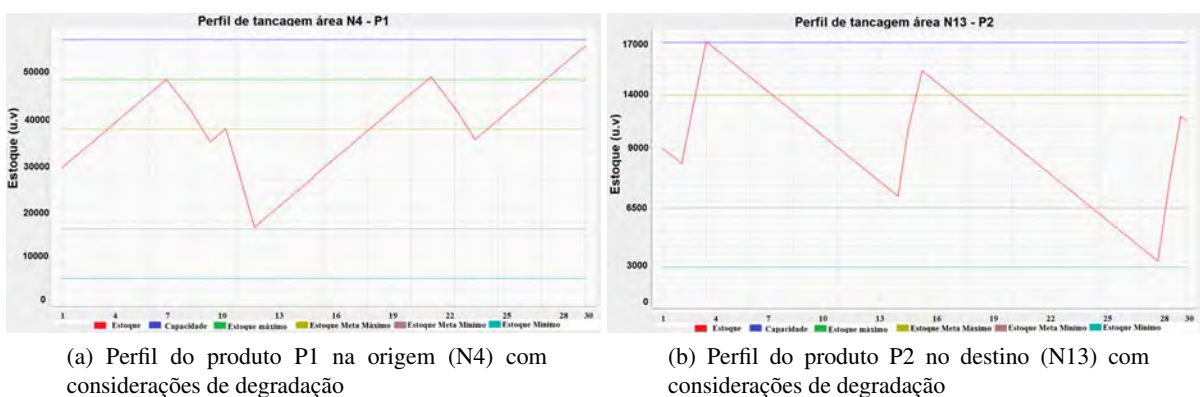 Perfil de tancagem área N4 - P1
Estoque (u.v)
50000
40000
30000
20000
10000
0
1 4 7 10 13 16 19 22 25 28 30
Estoque Capacidade Estoque máximo Estoque Meta Máximo Estoque Meta Mínimo Estoque Mínimo
(a) Perfil do produto P1 na origem (N4) com
considerações de degradação
Perfil de tancagem área N13 - P2
Estoque (u.v)
17000
14000
9000
6500
3000
0
1 4 7 10 13 16 19 22 25 28 30
Estoque Capacidade Estoque máximo Estoque Meta Máximo Estoque Meta Mínimo Estoque Mínimo
(b) Perfil do produto P2 no destino (N13) com
considerações de degradação